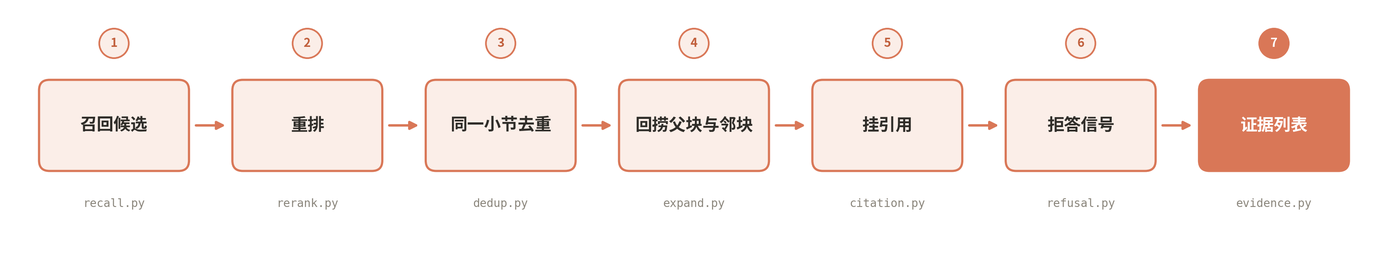 1 2 3 4 5 6 7
召回候选 重排 同一小节去重 回捞父块与邻块 挂引用 拒答信号 证据列表
recall.py rerank.py dedup.py expand.py citation.py refusal.py evidence.py